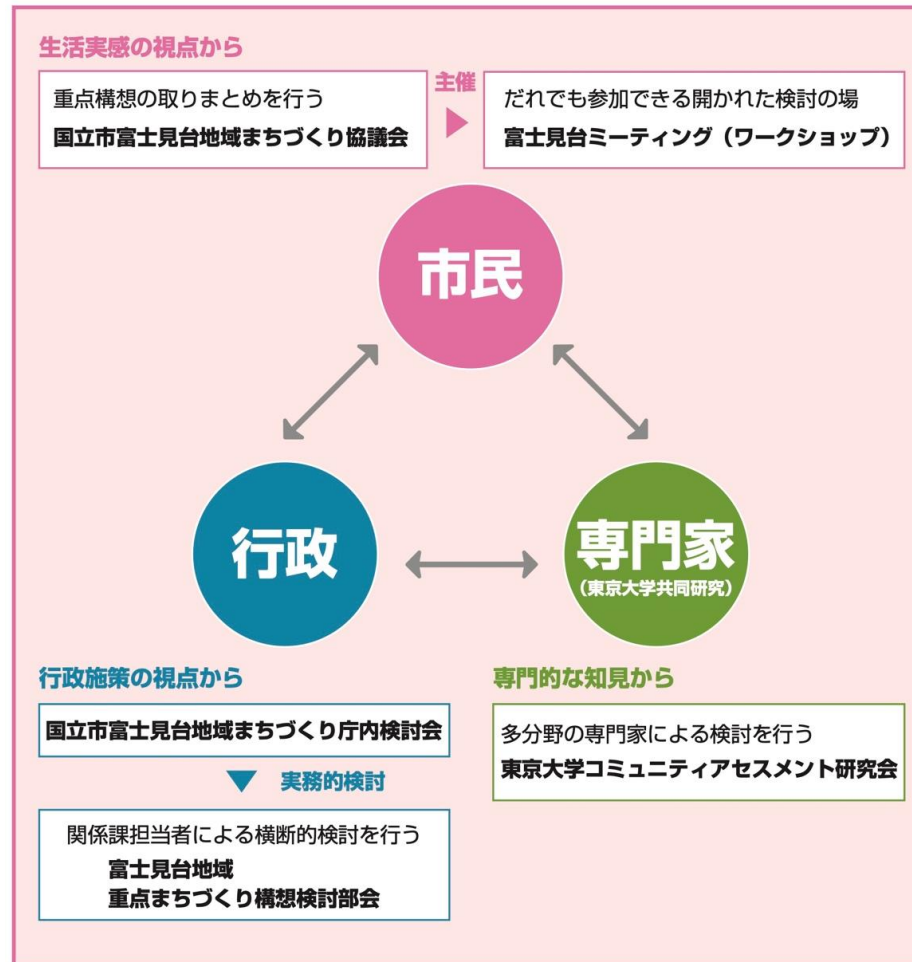 生活実感の視点から
重点構想の取りまとめを行う
国立市富士見台地域まちづくり協議会
主催
だれでも参加できる開かれた検討の場
富士見台ミーティング（ワークショップ）
市民
行政
専門家
（東京大学共同研究）
行政施策の視点から
国立市富士見台地域まちづくり庁内検討会
実務的検討
関係課担当者による横断的検討を行う
富士見台地域
重点まちづくり構想検討部会
専門的な知見から
多分野の専門家による検討を行う
東京大学コミュニティアセスメント研究会